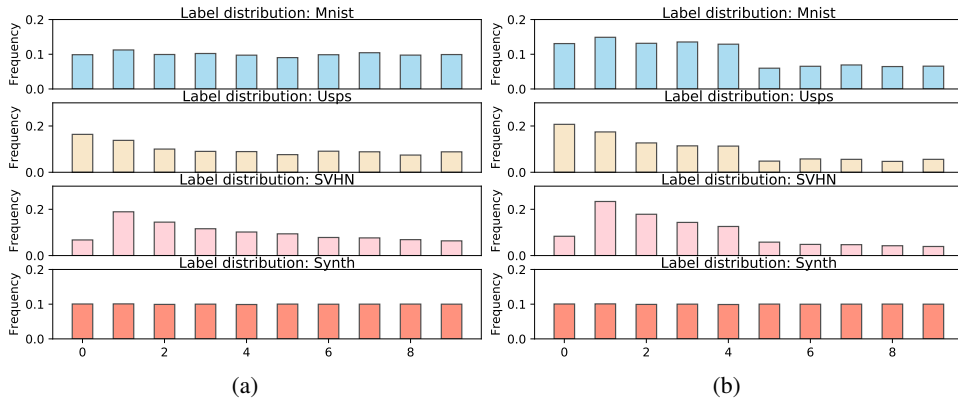 Label distribution: Mnist
0.2
0.1
0.0
Frequency
Label distribution: Usps
0.2
0.0
Frequency
Label distribution: SVHN
0.2
0.0
Frequency
Label distribution: Synth
0.2
0.1
0.0
Frequency
0 2 4 6 8
(a)
Label distribution: Mnist
0.2
0.1
0.0
Frequency
Label distribution: Usps
0.2
0.0
Frequency
Label distribution: SVHN
0.2
0.0
Frequency
Label distribution: Synth
0.2
0.1
0.0
Frequency
0 2 4 6 8
(b)